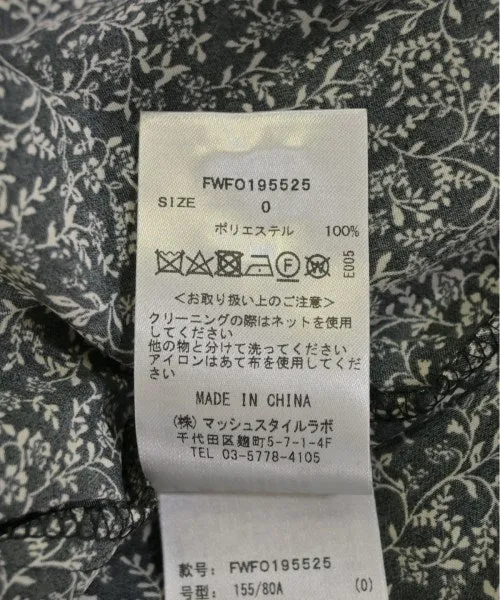 FWFO195525
SIZE 0
ポリエステル 100%
E005
<お取り扱い上のご注意>
クリーニングの際はネットを使用
してください
他の物と分けて洗ってください
アイロンはあて布を使用してくだ
さい
MADE IN CHINA
(株)マッシュスタイルラボ
千代田区麹町5-7-1-4F
TEL 03-5778-4105
款号: FWFO195525
号型: 155/80A (0)